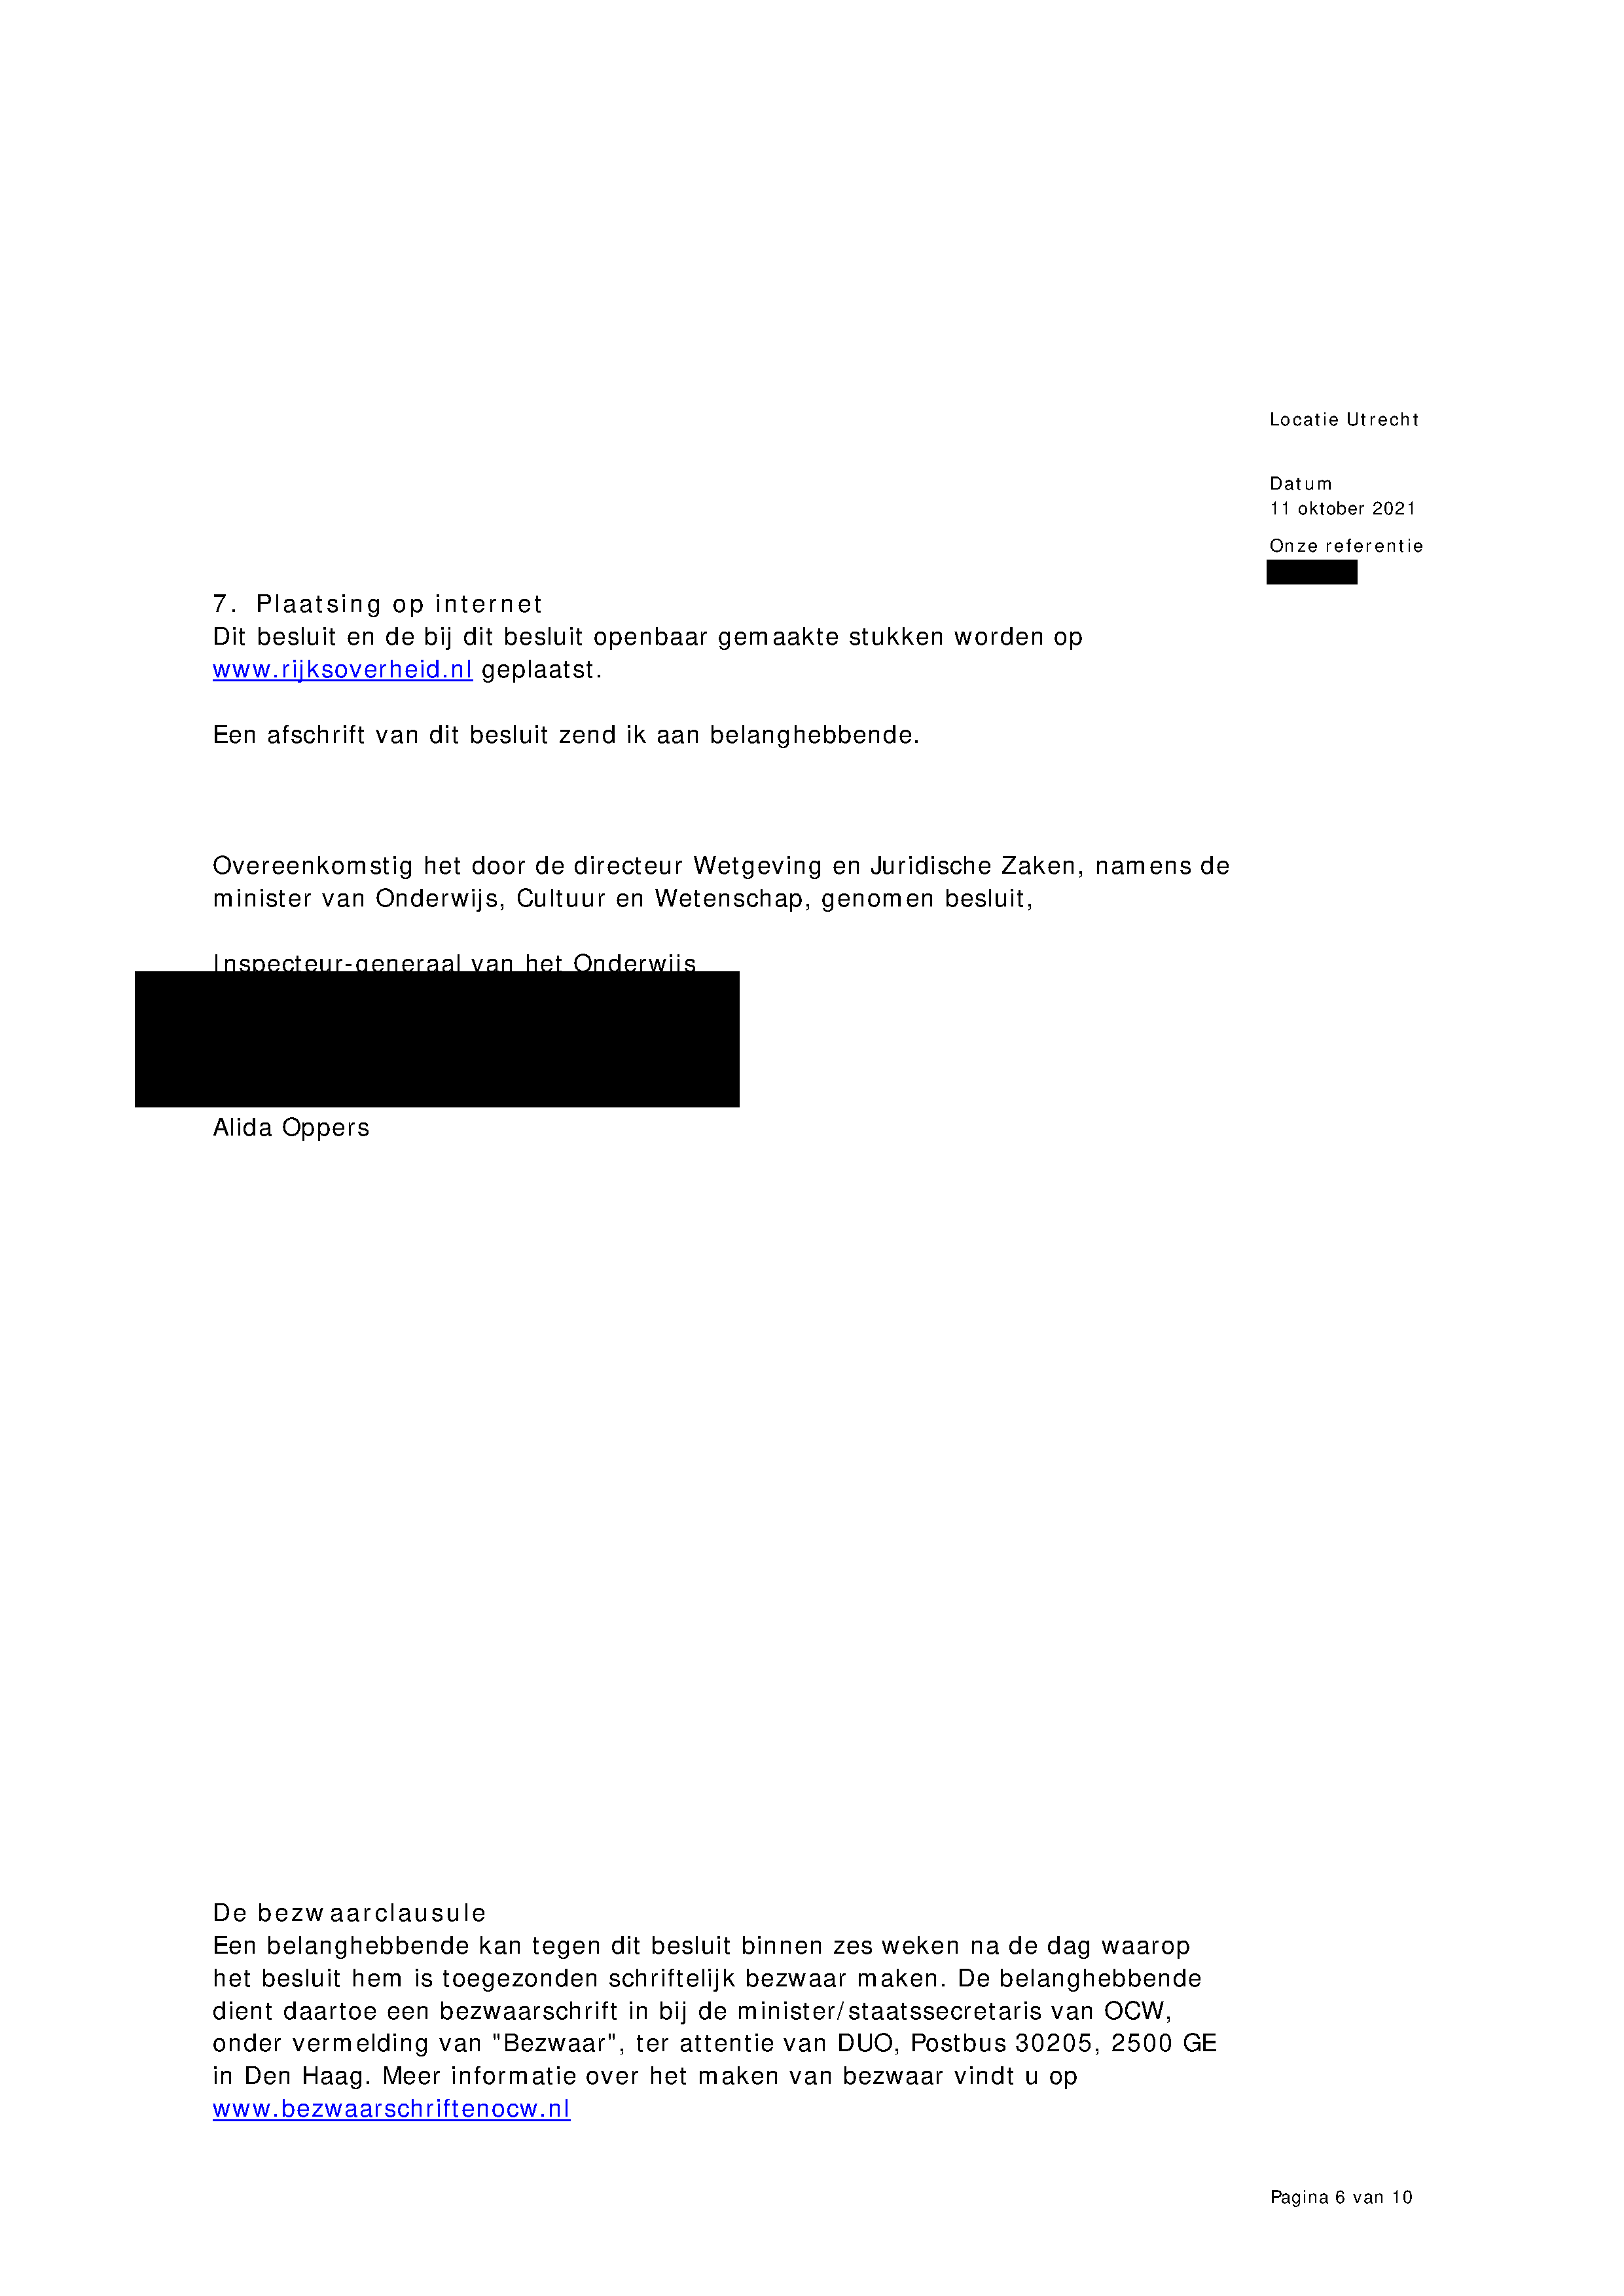 Locatie Utrecht
Datum
11 oktober 2021
Onze referentie
7. Plaatsing op internet
Dit besluit en de bij dit besluit openbaar gemaakte stukken worden op
www.rijksoverheid.nl geplaatst.
Een afschrift van dit besluit zend ik aan belanghebbende.
Overeenkomstig het door de directeur Wetgeving en Juridische Zaken, namens de
minister van Onderwijs, Cultuur en Wetenschap, genomen besluit,
Inspecteur-generaal van het Onderwijs
Alida Oppers
De bezwaarclausule
Een belanghebbende kan tegen dit besluit binnen zes weken na de dag waarop
het besluit hem is toegezonden schriftelijk bezwaar maken. De belanghebbende
dient daartoe een bezwaarschrift in bij de minister/staatssecretaris van OCW,
onder vermelding van "Bezwaar", ter attentie van DUO, Postbus 30205, 2500 GE
in Den Haag. Meer informatie over het maken van bezwaar vindt u op
www.bezwaarschriftenocw.nl
Pagina 6 van 10